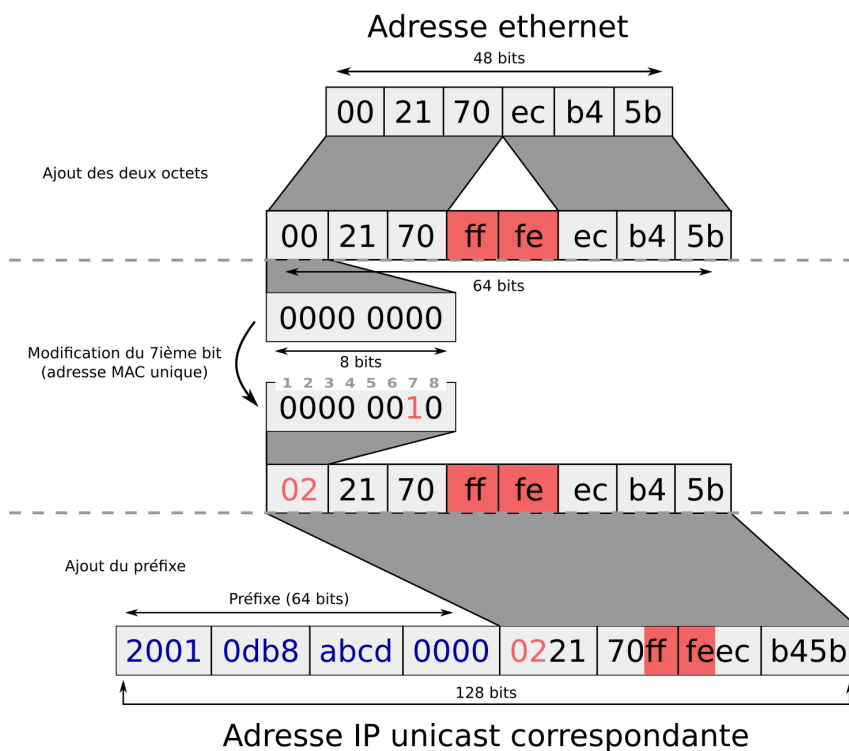 Adresse ethernet
48 bits
00 21 70 ec b4 5b
Ajout des deux octets
00 21 70 ff fe ec b4 5b
64 bits
0000 0000
Modification du 7ième bit
(adresse MAC unique)
8 bits
1 2 3 4 5 6 7 8
0000 0010
02 21 70 ff fe ec b4 5b
Ajout du préfixe
Préfixe (64 bits)
2001 0db8 abcd 0000 0221 70ff feec b45b
128 bits
Adresse IP unicast correspondante